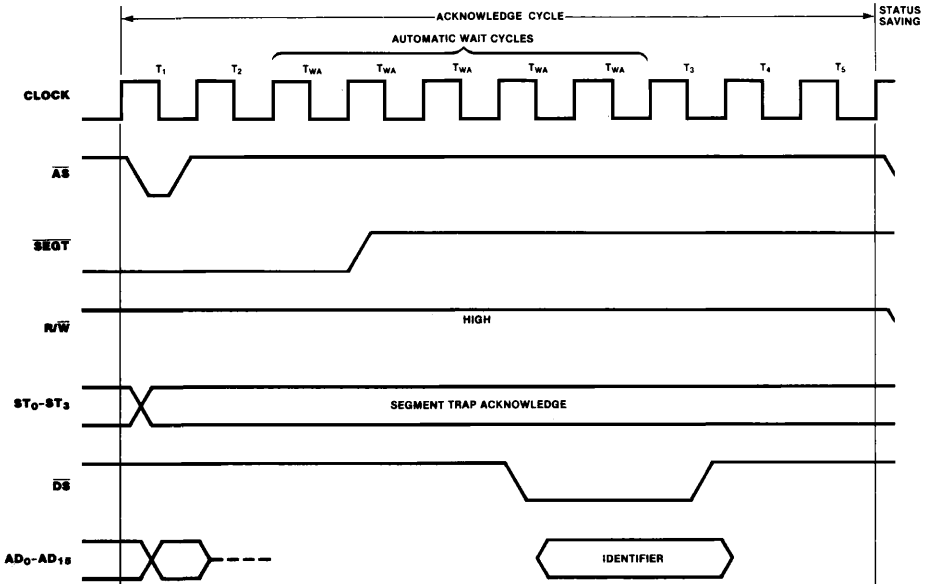 ACKNOWLEDGE CYCLE
STATUS
SAVING
AUTOMATIC WAIT CYCLES
T1 T2 TWA TWA TWA TWA TWA T3 T4 T5
CLOCK
AS
SEGT
R/W
HIGH
ST0-ST3
SEGMENT TRAP ACKNOWLEDGE
DS
AD0-AD15
IDENTIFIER